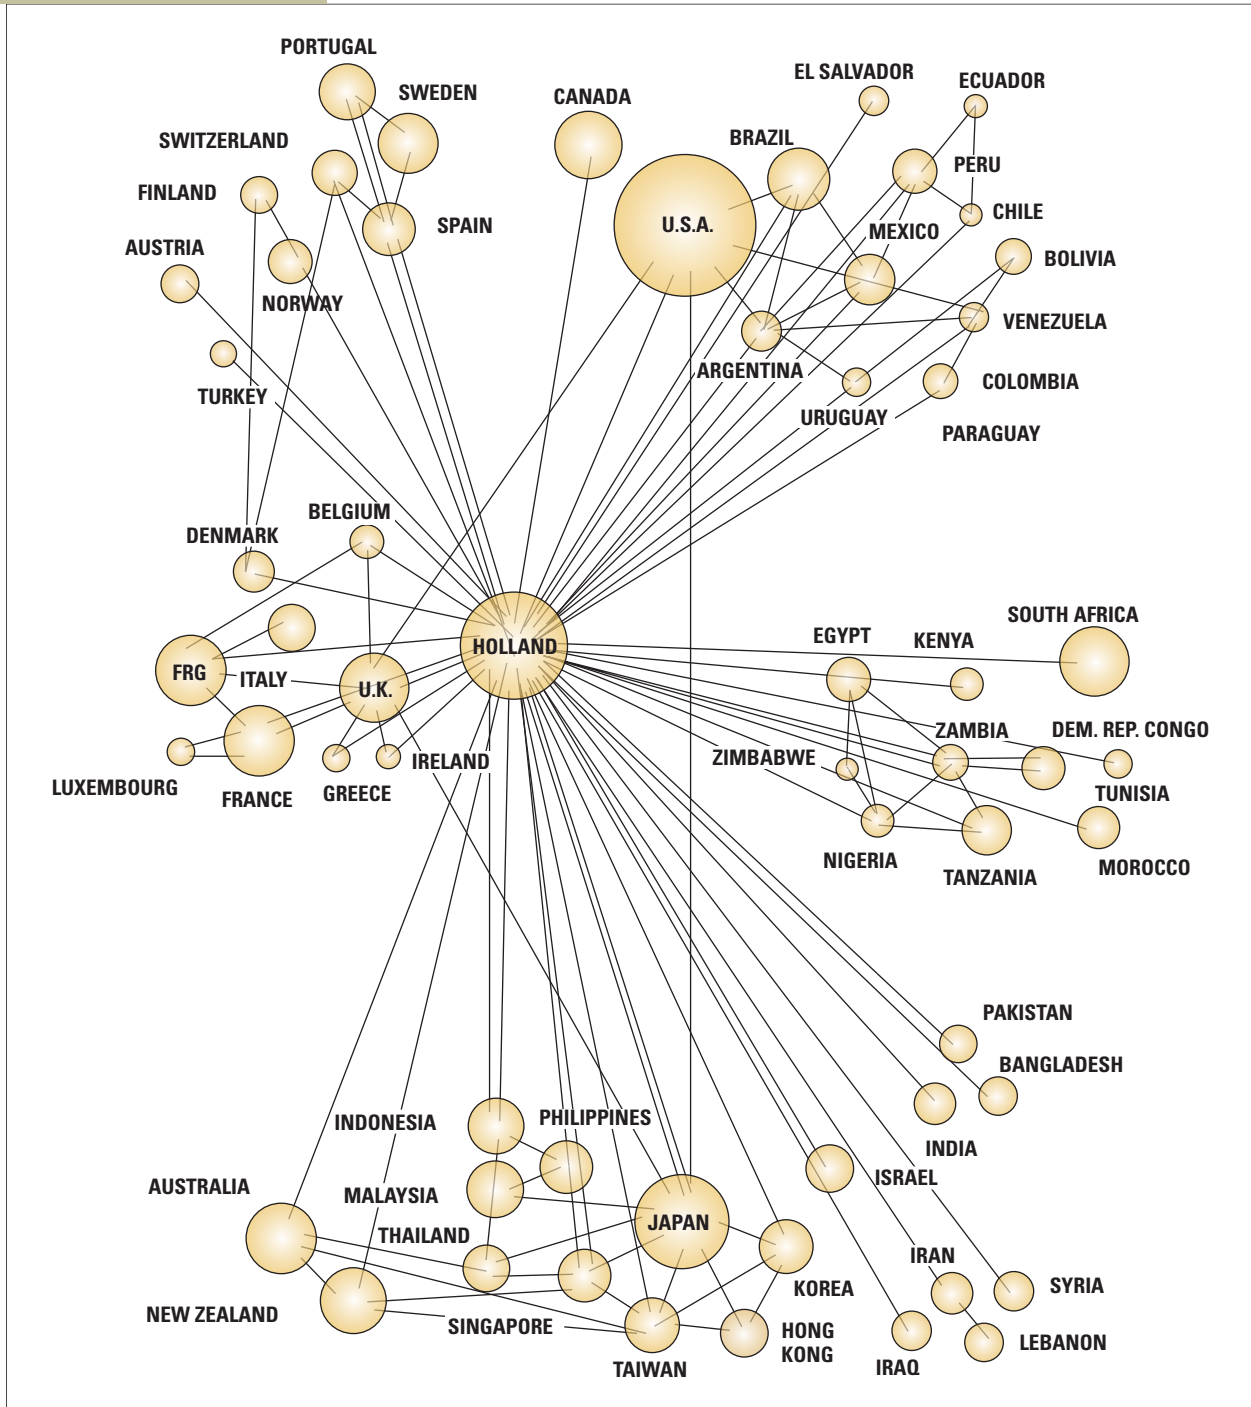 PORTUGAL
SWEDEN
SWITZERLAND
FINLAND
SPAIN
AUSTRIA
NORWAY
TURKEY
CANADA
EL SALVADOR
ECUADOR
BRAZIL
PERU
U.S.A.
CHILE
MEXICO
BOLIVIA
VENEZUELA
ARGENTINA
COLOMBIA
URUGUAY
PARAGUAY
BELGIUM
DENMARK
HOLLAND
FRG
ITALY
U.K.
LUXEMBOURG
FRANCE
GREECE
IRELAND
SOUTH AFRICA
EGYPT
KENYA
ZAMBIA
DEM. REP. CONGO
ZIMBABWE
TUNISIA
NIGERIA
TANZANIA
MOROCCO
PAKISTAN
BANGLADESH
INDIA
ISRAEL
INDONESIA
PHILIPPINES
AUSTRALIA
MALAYSIA
THAILAND
JAPAN
KOREA
IRAN
SYRIA
NEW ZEALAND
SINGAPORE
TAIWAN
HONG
KONG
IRAQ
LEBANON